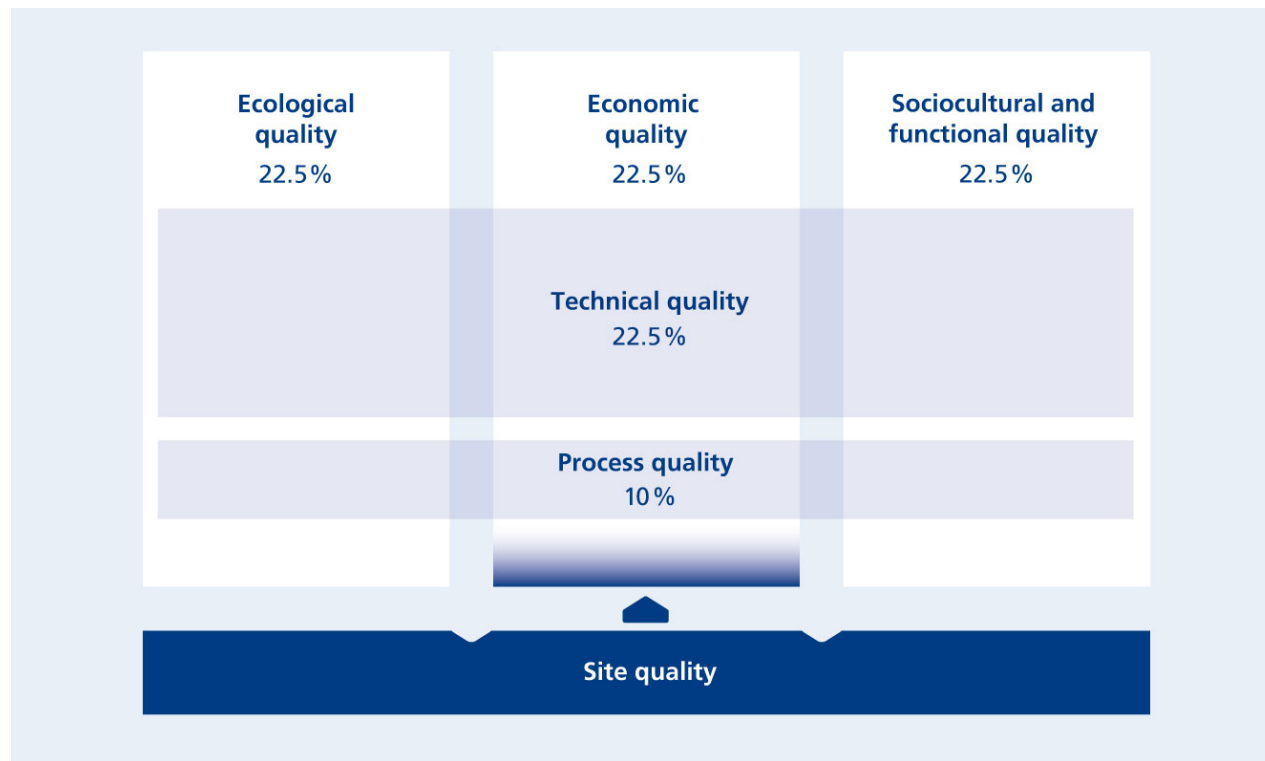 Ecological
quality
22.5%
Economic
quality
22.5%
Sociocultural and
functional quality
22.5%
Technical quality
22.5%
Process quality
10%
Site quality